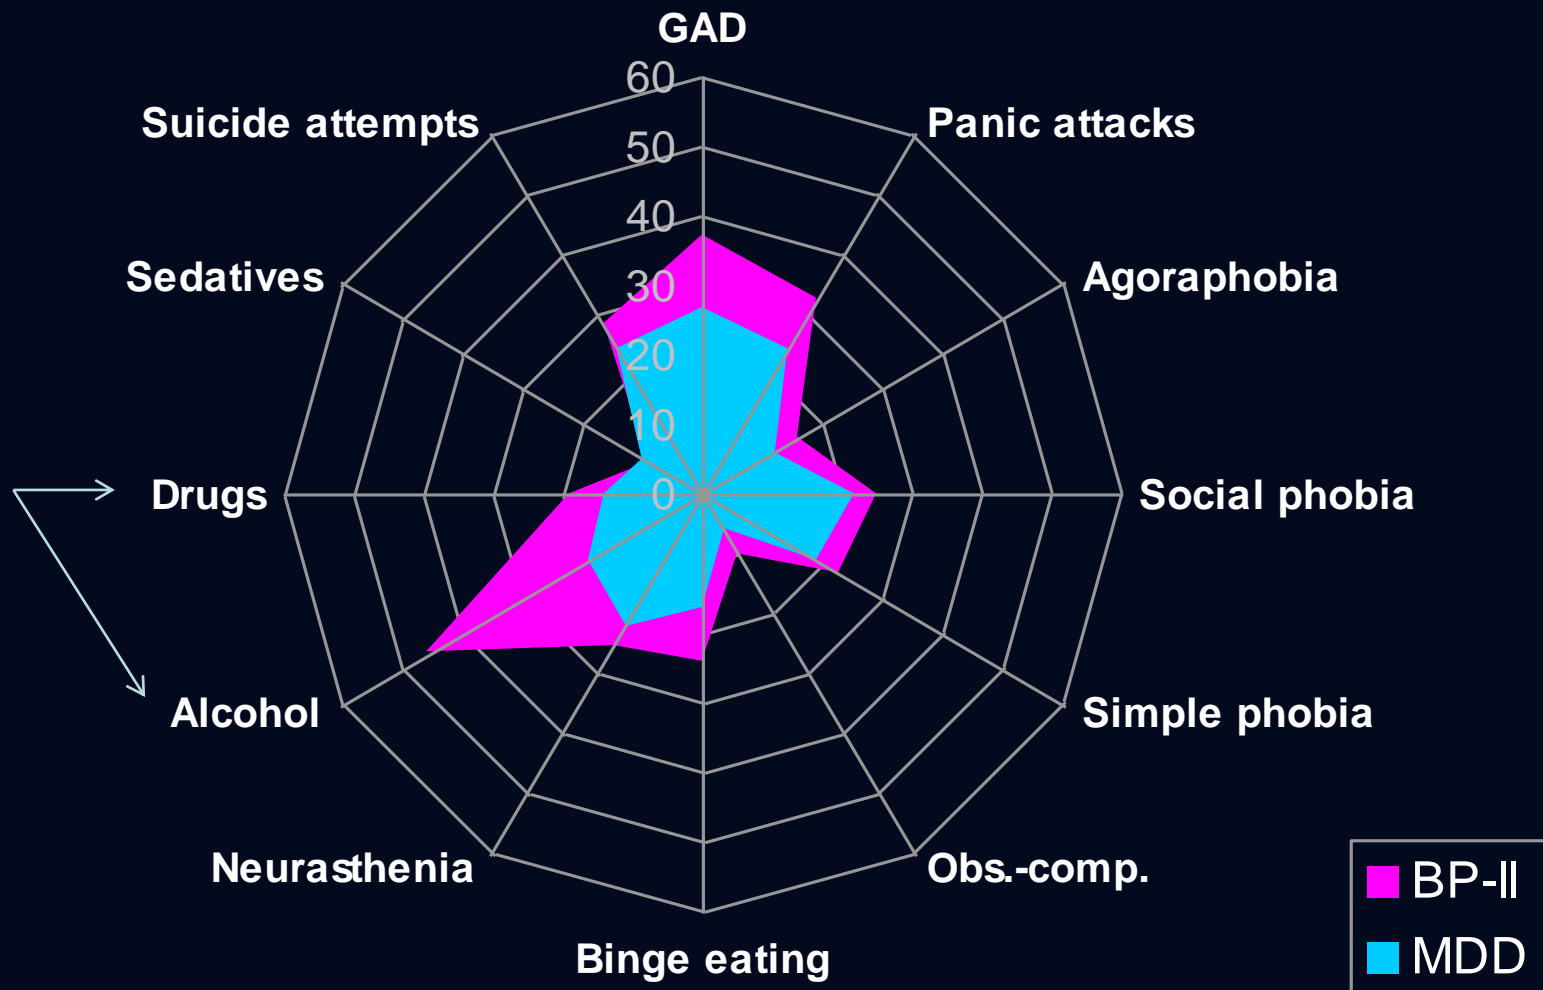 GAD
60
Suicide attempts
Panic attacks
50
40
Sedatives
30
Agoraphobia
20
10
Drugs
0
Social phobia
Alcohol
Simple phobia
Neurasthenia
Obs.-comp.
BP-II
Binge eating
MDD